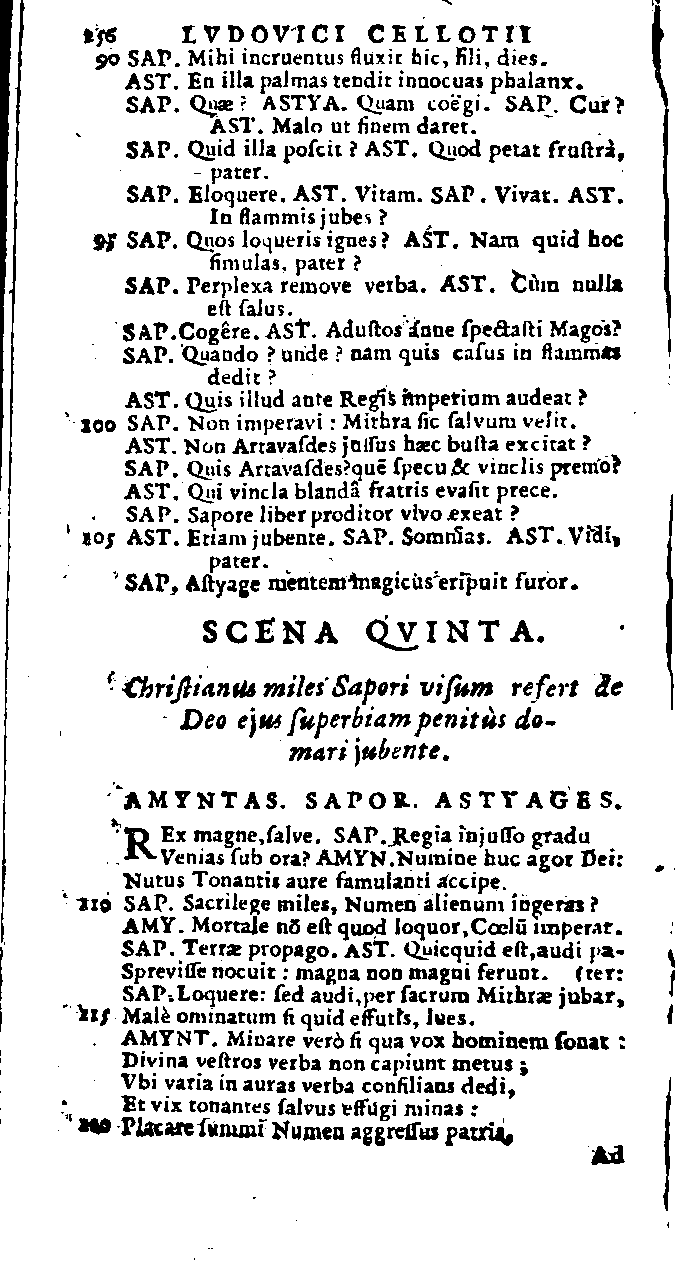 256 LVDOVICI CELLOTII
90 SAP. Mihi incruentus fluxit hic, fili, dies.
AST. En illa palmas tendit innocuas phalanx.
SAP. Quæ? ASTYA. Quam coëgi. SAP. Cur?
AST. Malo ut finem daret.
SAP. Quid illa poſcit? AST. Quod petat fruſtrà,
pater.
SAP. Eloquere. AST. Vitam. SAP. Vivat. AST.
In flammis jubes?
95 SAP. Quos loqueris ignes? AST. Nam quid hoc
ſimulas, pater?
SAP. Perplexa remove verba. AST. Cùm nulla
eſt ſalus.
SAP. Cogêre. AST. Aduſtos ínne ſpectaſti Magos?
SAP. Quando? unde? nam quis caſus in flammas
dedit?
AST. Quis illud ante Regis imperium audeat?
100 SAP. Non imperavi: Mithra ſic ſalvum velit.
AST. Non Artavaſdes juſſus hæc buſta excitat?
SAP. Quis Artavaſdes? quē ſpecu & vinclis premo?
AST. Qui vincla blandâ fratris evaſit prece.
SAP. Sapore liber proditor vivo exeat?
105 AST. Etiam jubente. SAP. Somnias. AST. Vidi,
pater.
SAP, Aſtyage mentem magicus eripuit furor.
SCENA QVINTA.
Chriſtianus miles Sapori viſum refert de
Deo ejus ſuperbiam penitùs do-
mari jubente.
AMYNTAS. SAPOR. ASTYAGES.
REx magne, ſalve. SAP. Regia injuſſo gradu
Venias ſub ora? AMYN. Numine huc agor Dei:
Nutus Tonantis aure famulanti accipe.
110 SAP. Sacrilege miles, Numen alienum ingeras?
AMY. Mortale nō eſt quod loquor, Cœlū imperat.
SAP. Terræ propago. AST. Quicquid eſt, audi pa-
Spreviſſe nocuit: magna non magni ferunt. (ter:
SAP. Loquere: ſed audi, per ſacrum Mithræ jubar,
115 Malè ominatum ſi quid effutis, lues.
AMYNT. Minare verò ſi qua vox hominem ſonat:
Divina veſtros verba non capiunt metus;
Vbi varia in auras verba conſilians dedi,
Et vix tonantes ſalvus effugi minas:
Placare ſummi Numen aggreſſus patria,
Ad